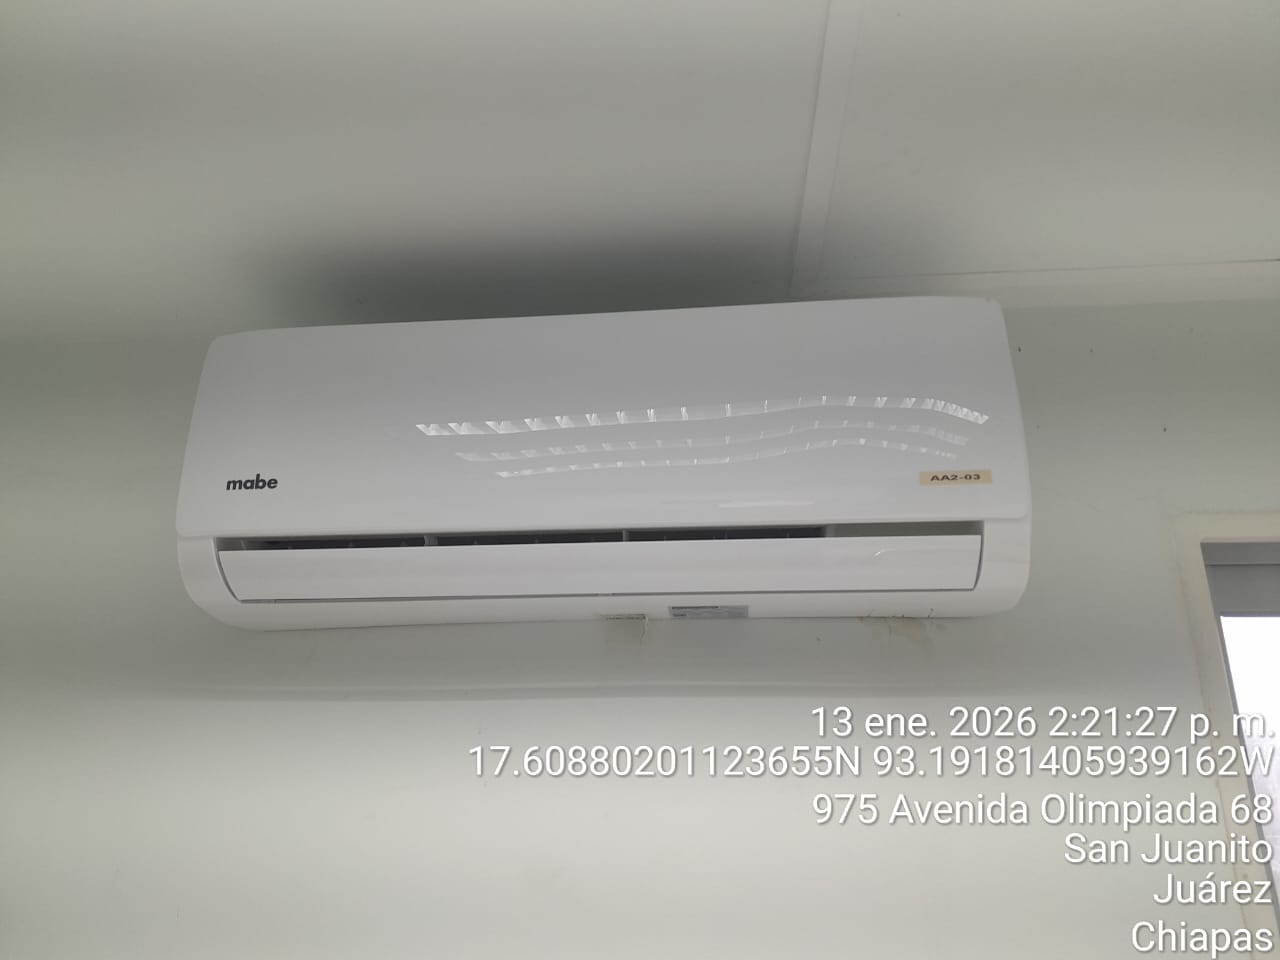 mabe
AA2-03
13 ene. 2026 2:21:27 p. m.
17.60880201123655N 93.19181405939162W
975 Avenida Olimpiada 68
San Juanito
Juárez
Chiapas